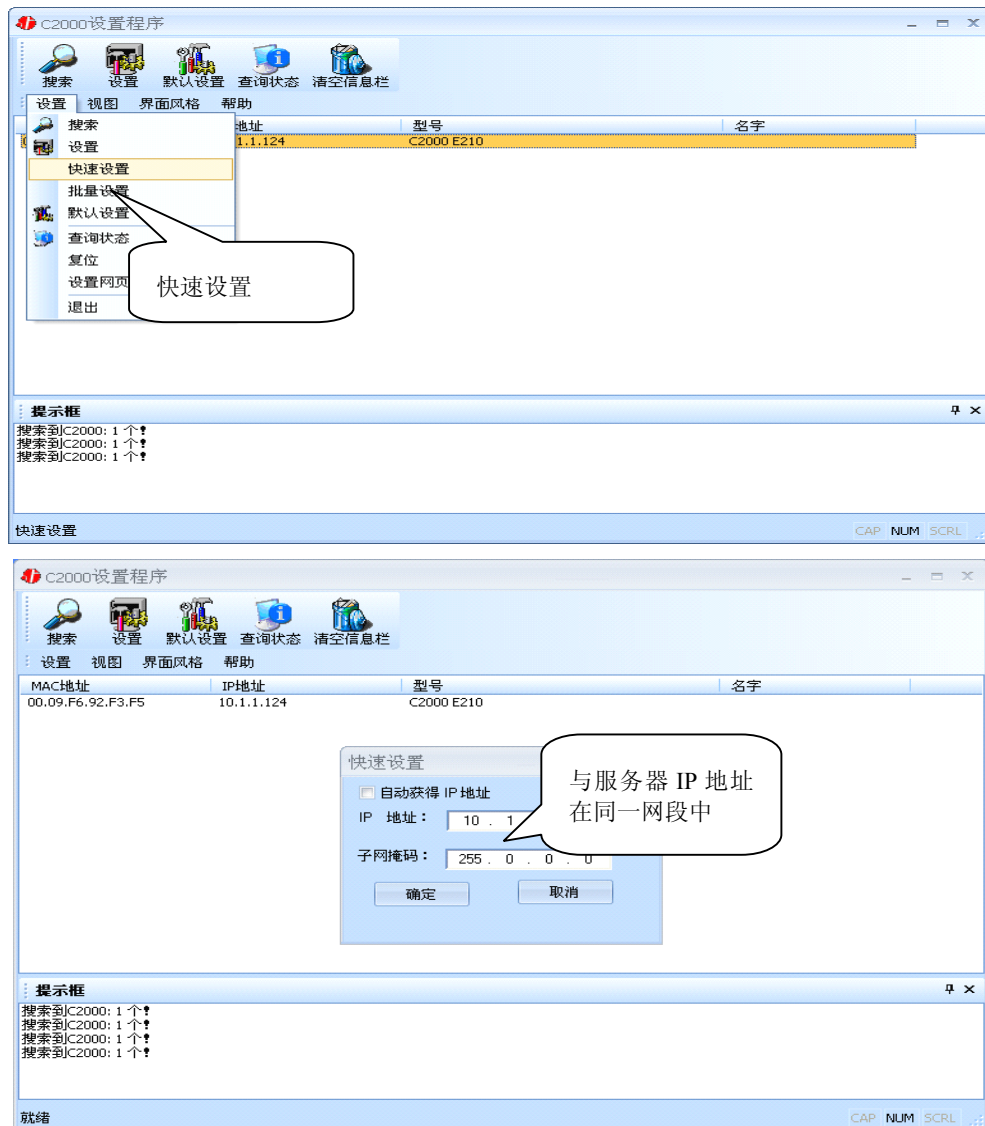 C2000设置程序
搜索 设置 默认设置 查询状态 清空信息栏
设置 视图 界面风格 帮助
地址 型号 名字
1.1.124 C2000 E210
搜索
设置
快速设置
批量设置
默认设置
查询状态
复位
设置网页
退出
快速设置
提示框
搜索到C2000: 1 个!
搜索到C2000: 1 个!
搜索到C2000: 1 个!
快速设置 CAP NUM SCRL
C2000设置程序
搜索 设置 默认设置 查询状态 清空信息栏
设置 视图 界面风格 帮助
MAC地址 IP地址 型号 名字
00.09.F6.92.F3.F5 10.1.1.124 C2000 E210
快速设置
自动获得 IP 地址
IP 地址: 10 . 1
子网掩码: 255 . 0 . 0 . 0
确定 取消
与服务器 IP 地址
在同一网段中
提示框
搜索到C2000: 1 个!
搜索到C2000: 1 个!
搜索到C2000: 1 个!
搜索到C2000: 1 个!
就绪 CAP NUM SCRL